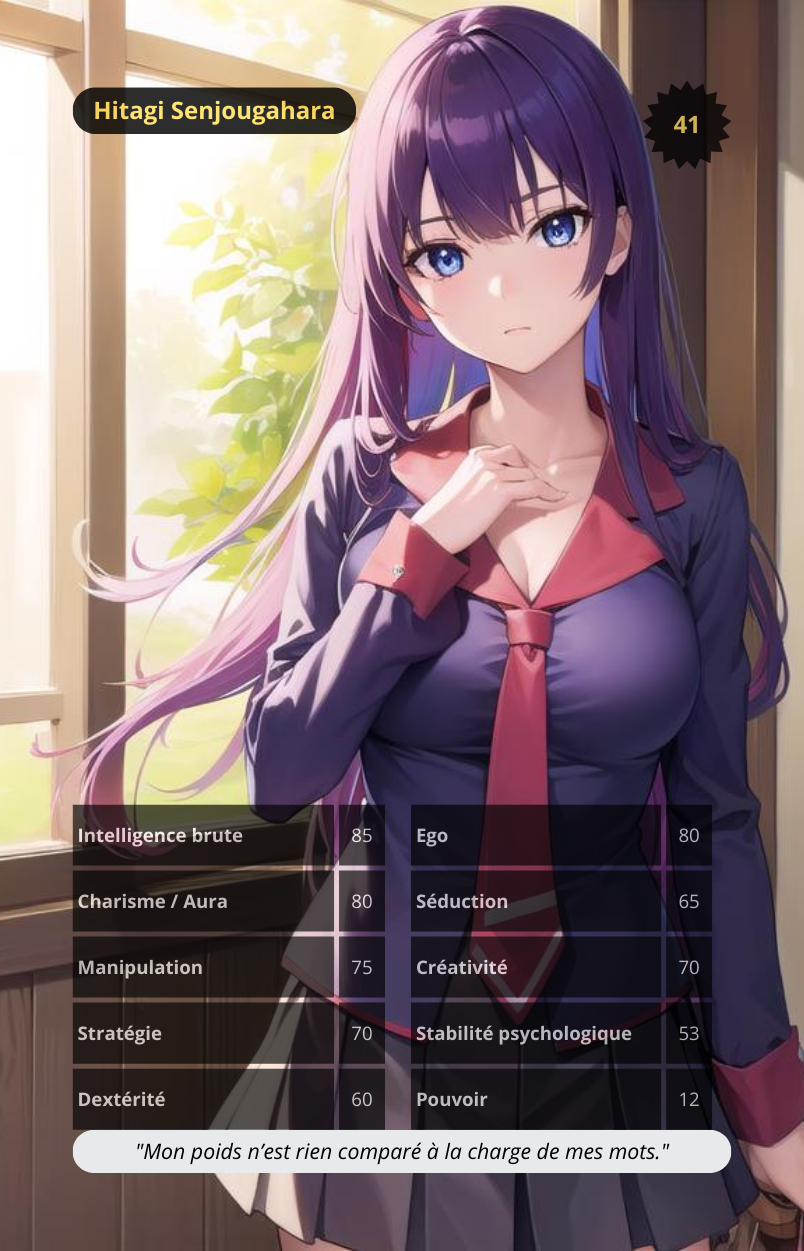 Hitagi Senjougahara
41
Intelligence brute 85
Ego 80
Charisme / Aura 80
Séduction 65
Manipulation 75
Créativité 70
Stratégie 70
Stabilité psychologique 53
Dextérité 60
Pouvoir 12
"Mon poids n’est rien comparé à la charge de mes mots."